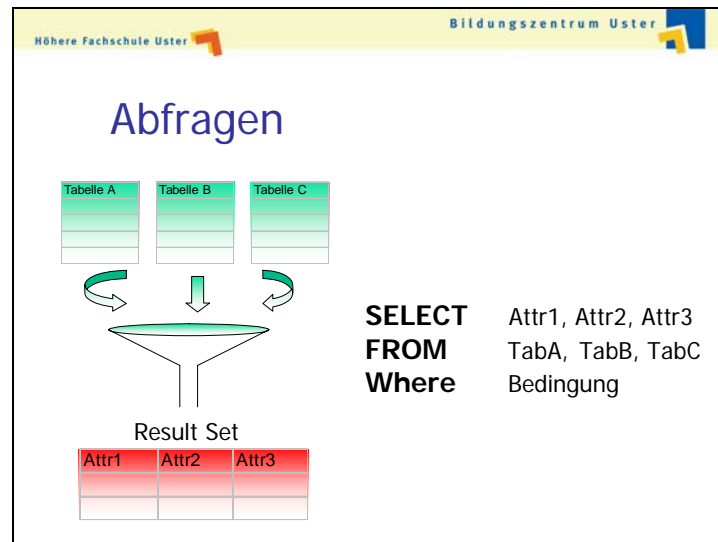 Höhere Fachschule Uster
Bildungszentrum Uster
Abfragen
Tabelle A Tabelle B Tabelle C
SELECT Attr1, Attr2, Attr3
FROM TabA, TabB, TabC
Where Bedingung
Result Set
Attr1 Attr2 Attr3